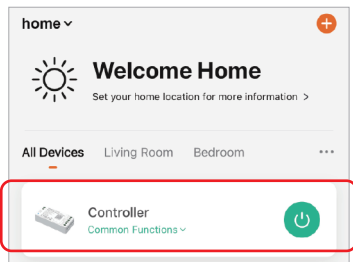 home
Welcome Home
Set your home location for more information >
All Devices Living Room Bedroom ...
Controller
Common Functions